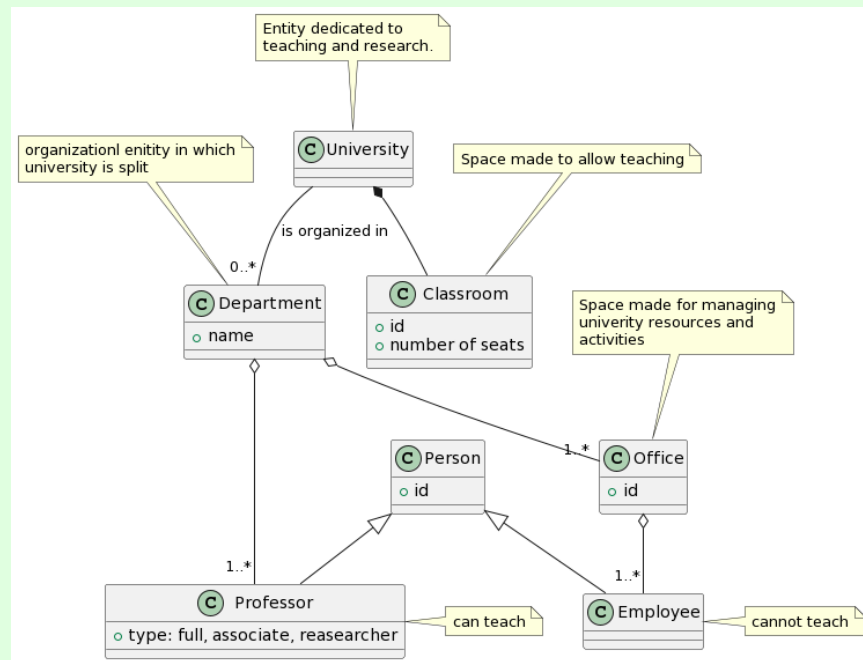 Entity dedicated to
teaching and research.
organizationl enitity in which
university is split
C University
Space made to allow teaching
is organized in
0..*
C Department
+ name
C Classroom
id
number of seats
Space made for managing
univerity resources and
activities
C Person
id
1..*
C Office
id
1..*
1..*
C Professor
type: full, associate, reasearcher
can teach
C Employee
cannot teach